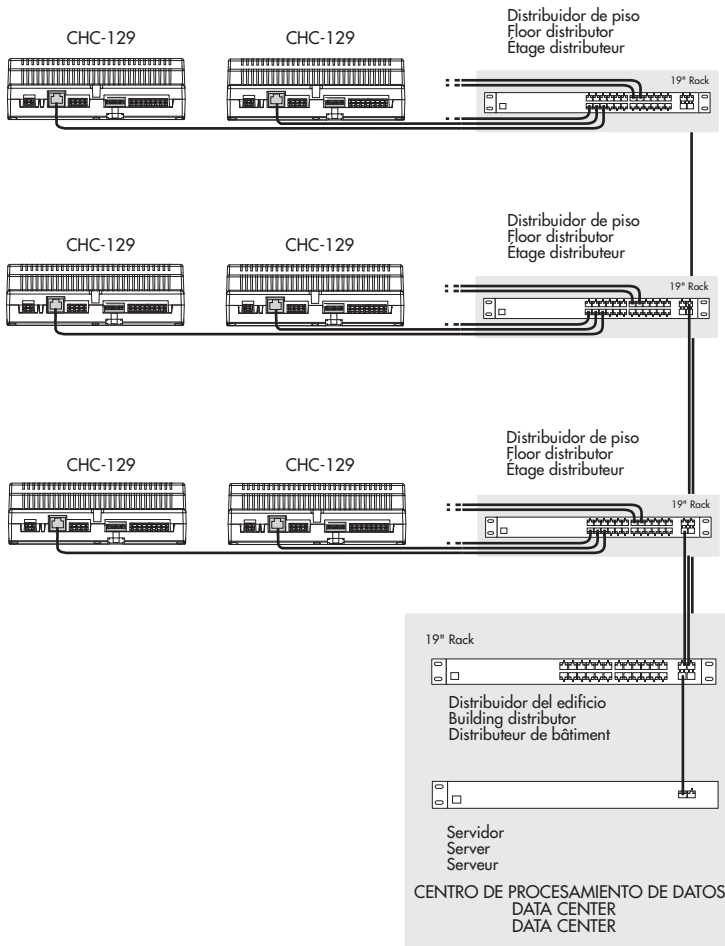 CHC-129
CHC-129
Distribuidor de piso
Floor distributor
Étage distributeur
19" Rack
CHC-129
CHC-129
Distribuidor de piso
Floor distributor
Étage distributeur
19" Rack
CHC-129
CHC-129
Distribuidor de piso
Floor distributor
Étage distributeur
19" Rack
19" Rack
Distribuidor del edificio
Building distributor
Distributeur de bâtiment
Servidor
Server
Serveur
CENTRO DE PROCESAMIENTO DE DATOS
DATA CENTER
DATA CENTER